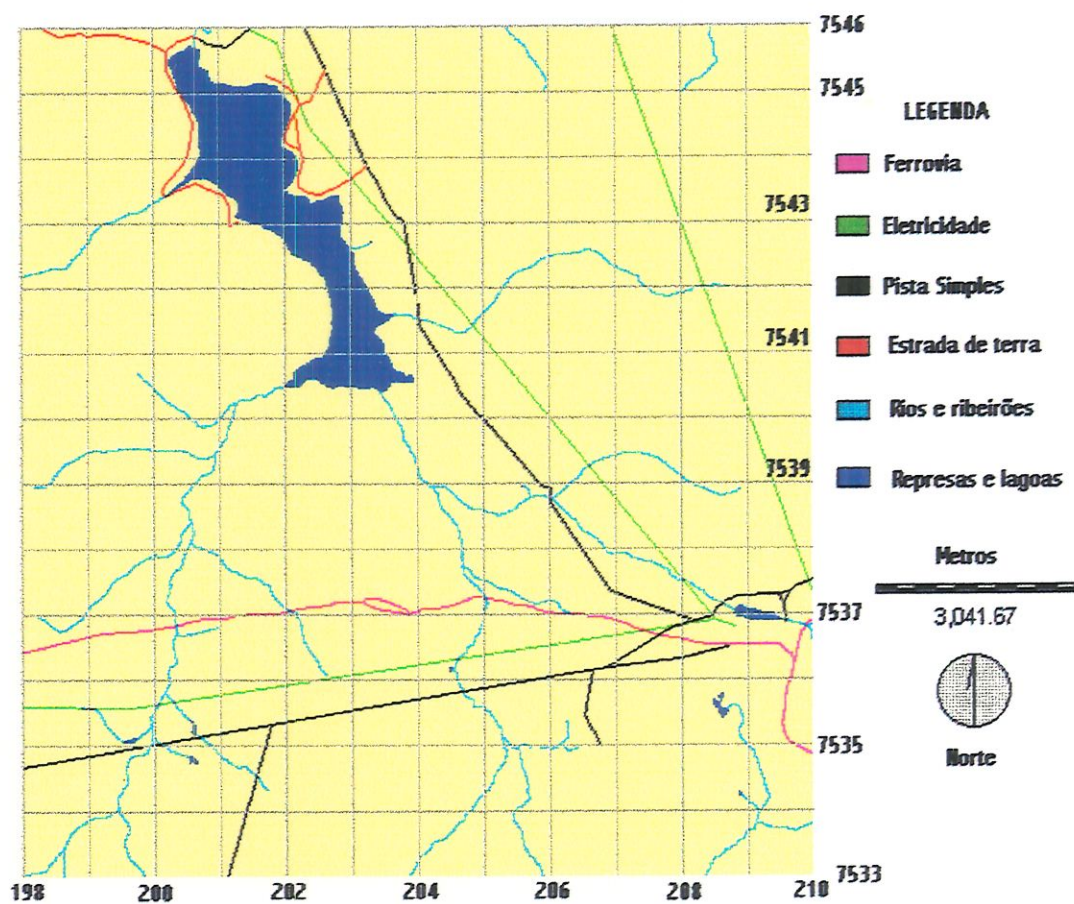 7546
7545
LEGENDA
Ferrovia
7543
Eletricidade
Pista Simples
7541
Estrada de terra
Rios e ribeirões
7539
Represas e lagoas
Metros
7537
3,041.67
7535
Norte
7533
198 200 202 204 206 208 210